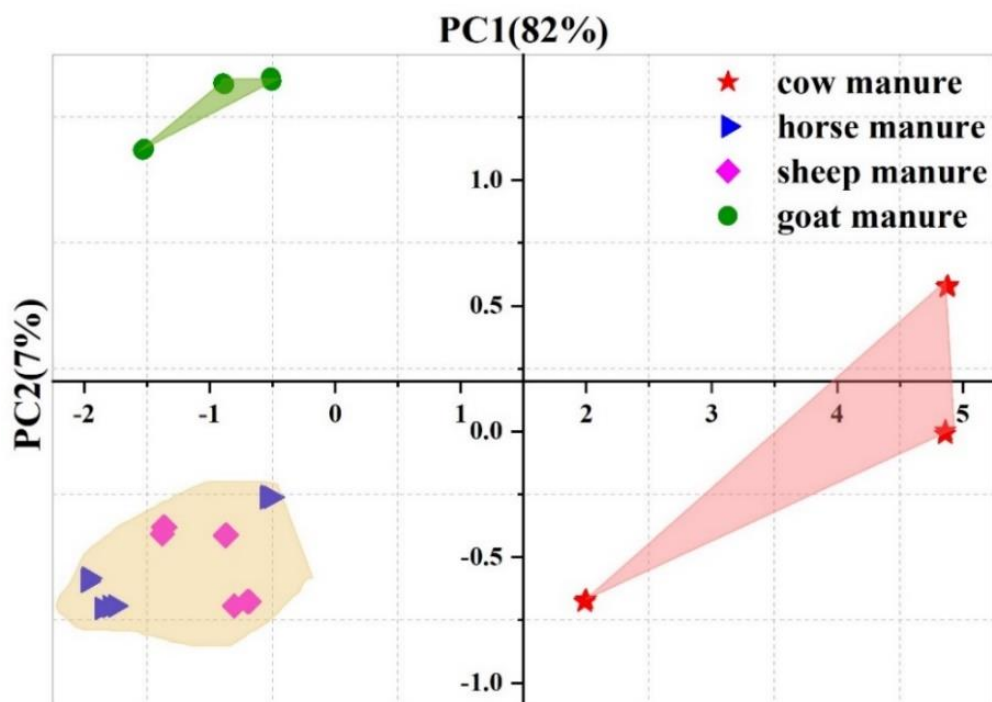 PC1(82%)
cow manure
horse manure
sheep manure
goat manure
1.0
0.5
PC2(7%)
-2 -1 0 1 2 3 4 5
0.0
-0.5
-1.0